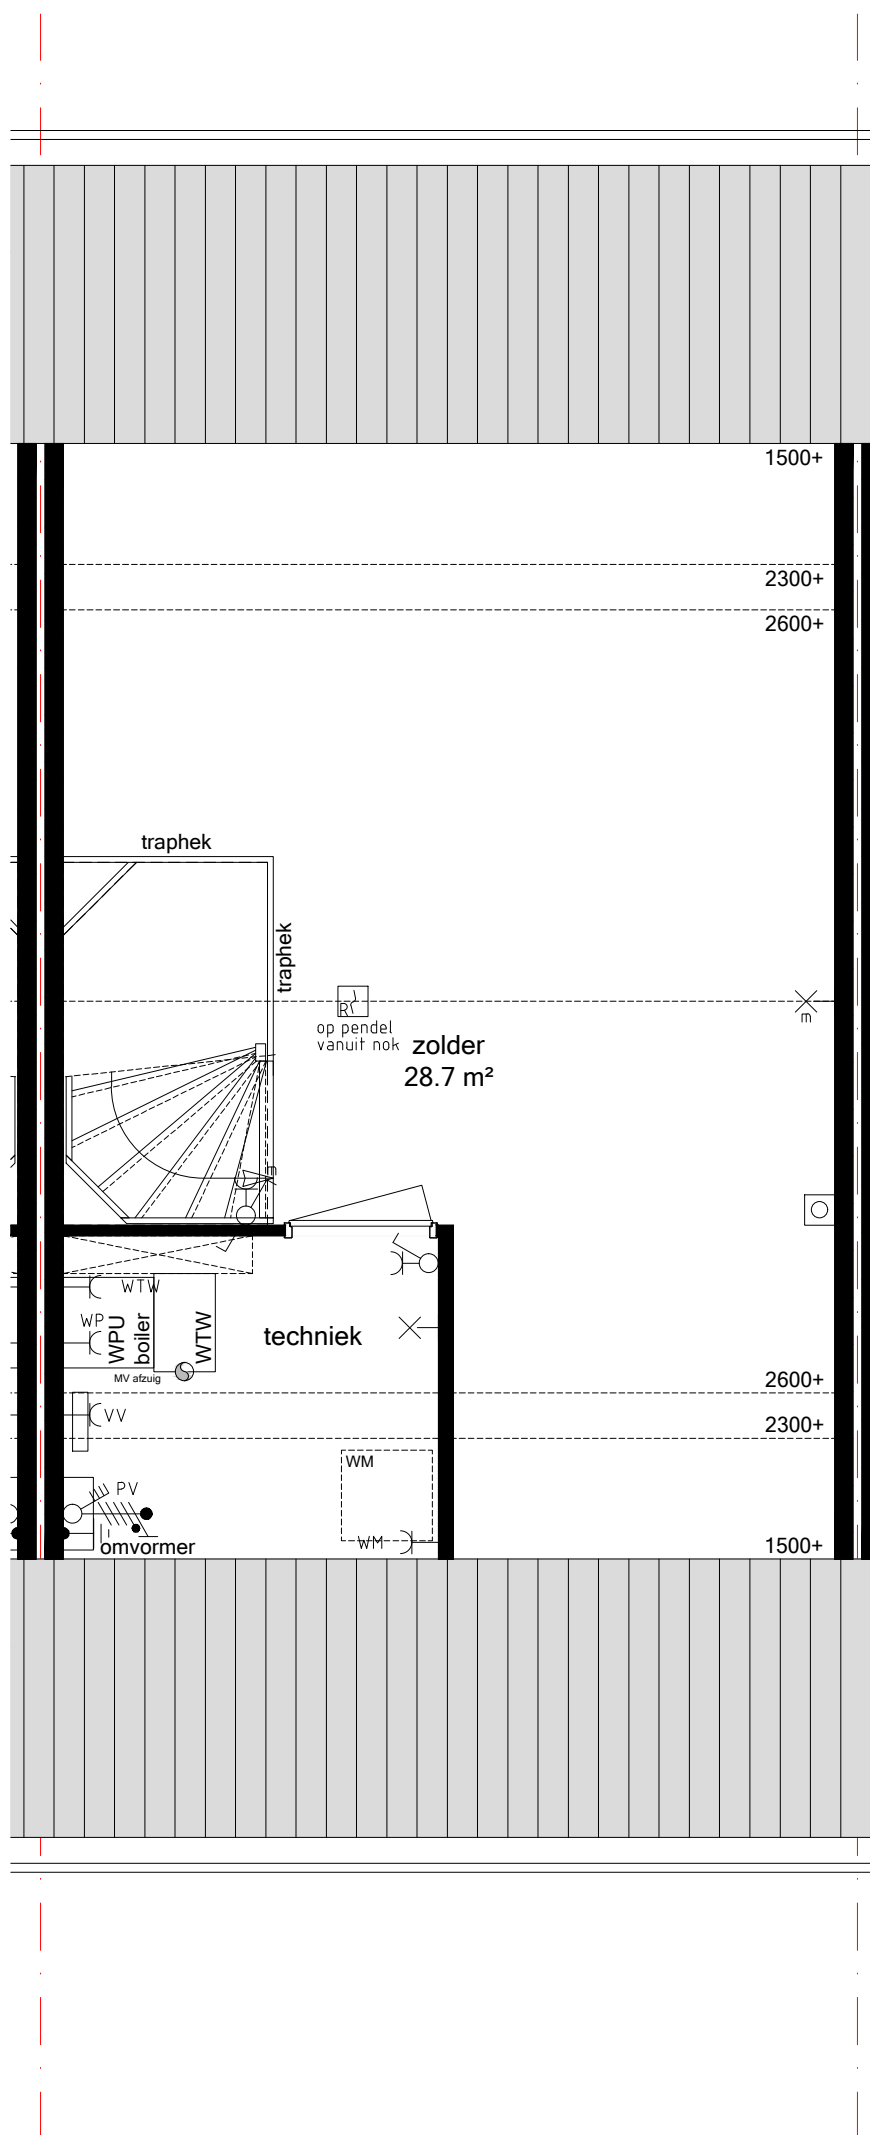 1500+
2300+
2600+
traphek
traphek
R
op pendel
vanuit nok
zolder
28.7 m²
m
m
WTW
WP
WPU
boiler
WTW
techniek
MV afzuig
2600+
VV
2300+
WM
PV
WM
omvormer
1500+